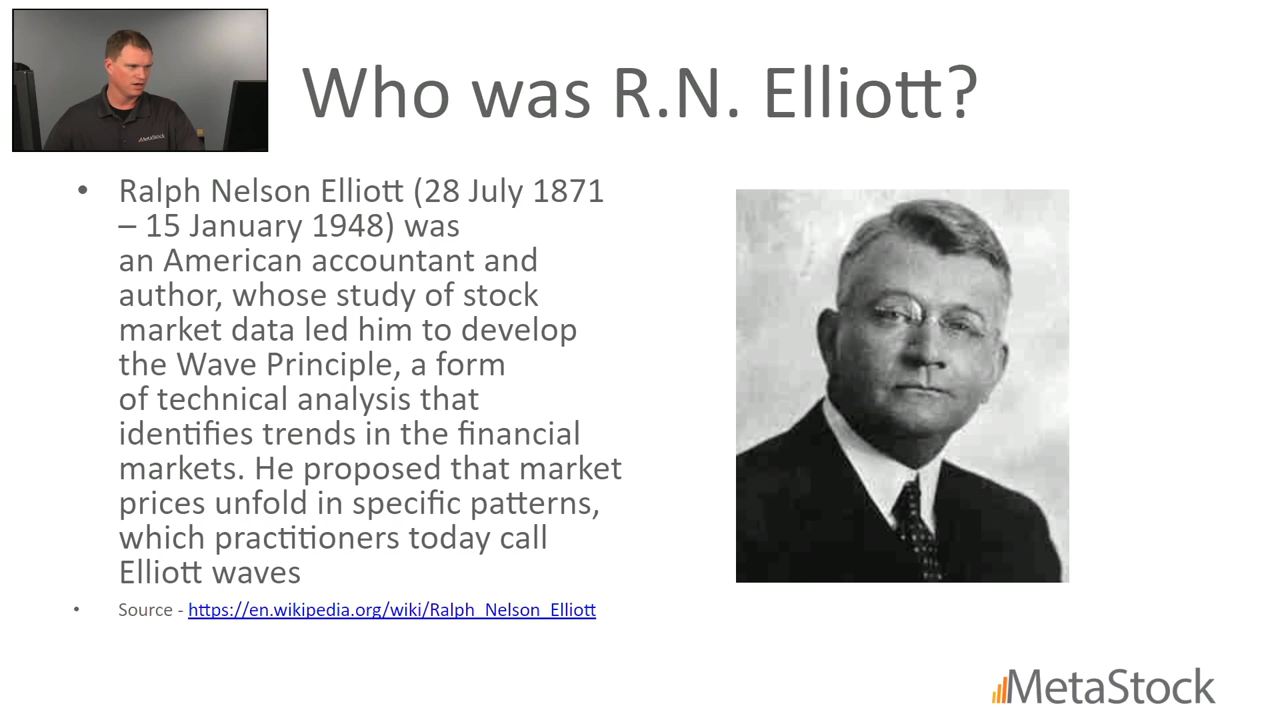 Who was R.N. Elliott?
• Ralph Nelson Elliott (28 July 1871
– 15 January 1948) was
an American accountant and
author, whose study of stock
market data led him to develop
the Wave Principle, a form
of technical analysis that
identifies trends in the financial
markets. He proposed that market
prices unfold in specific patterns,
which practitioners today call
Elliott waves
• Source - https://en.wikipedia.org/wiki/Ralph_Nelson_Elliott
MetaStock
MetaStock